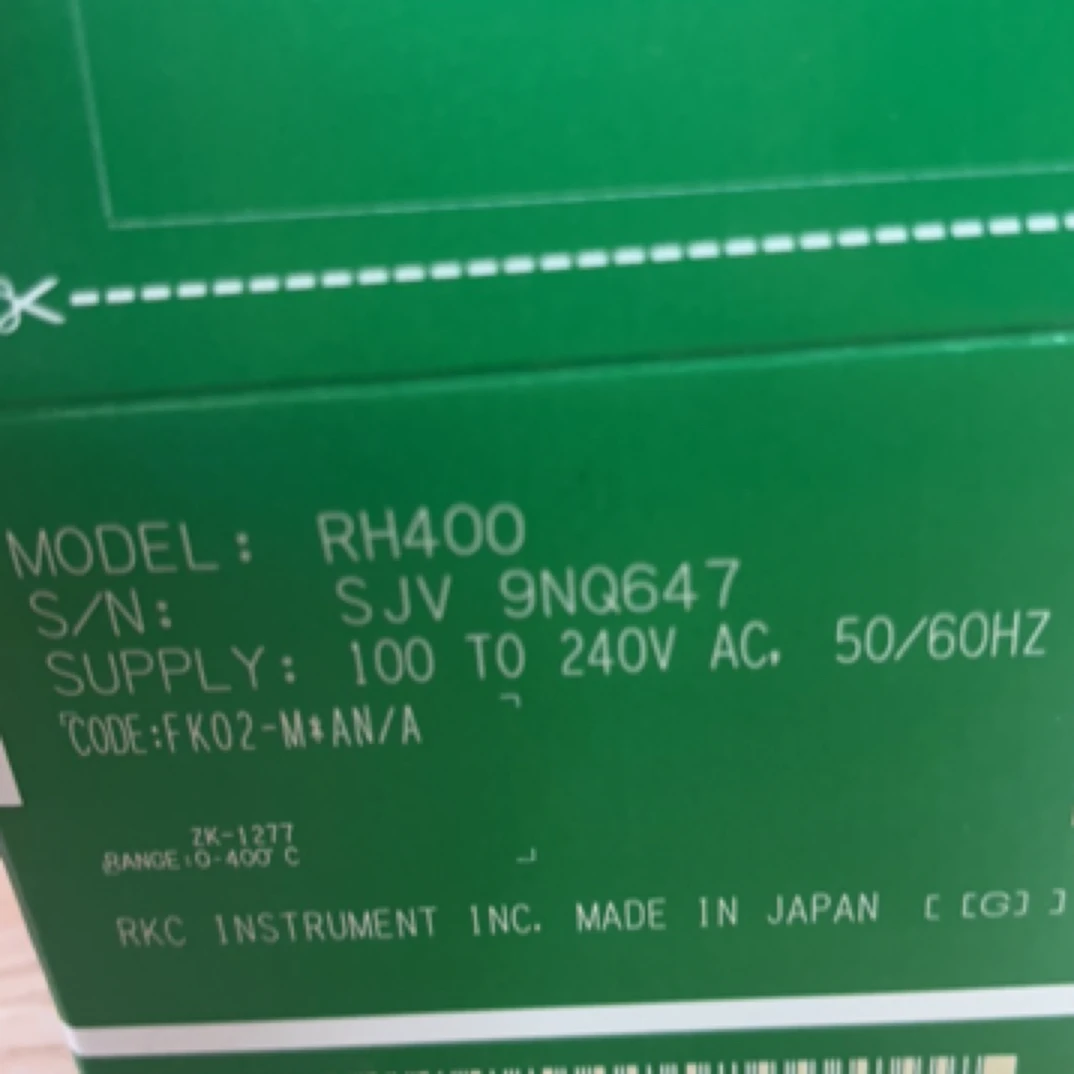 MODEL: RH400
S/N: SJV 9NQ647
SUPPLY: 100 TO 240V AC, 50/60HZ
CODE:FK02-M*AN/A
ZK-1277
RANGE:0-400°C
RKC INSTRUMENT INC. MADE IN JAPAN [ [G] ]